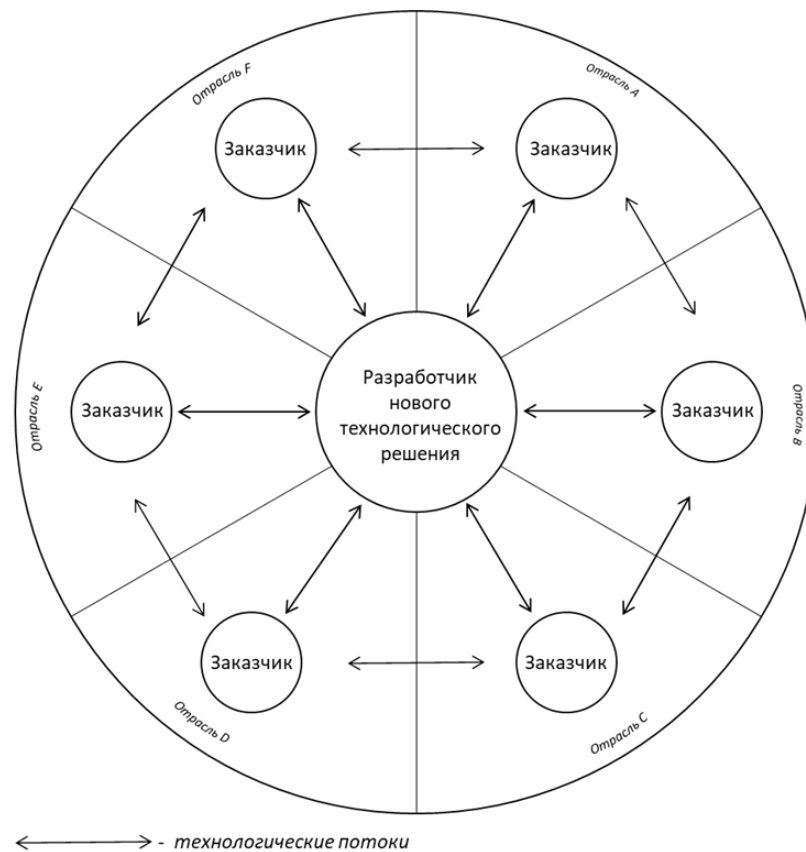 Отрасль F
Отрасль A
Заказчик
Заказчик
Отрасль E
Заказчик
Разработчик
нового
технологического
решения
Заказчик
Отрасль B
Заказчик
Заказчик
Отрасль D
Отрасль C
- технологические потоки